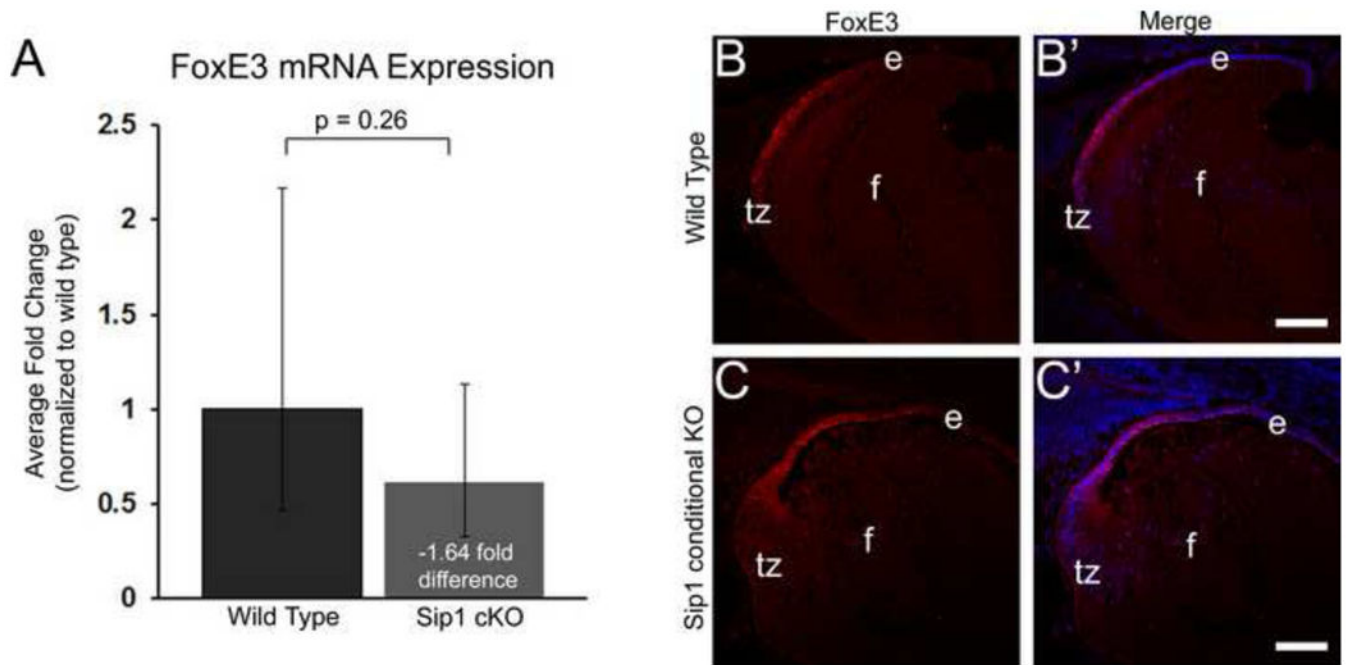 A
FoxE3 mRNA Expression
p = 0.26
Average Fold Change
(normalized to wild type)
2.5
2
1.5
1
0.5
0
-1.64 fold
difference
Wild Type
Sip1 cKO
FoxE3
Merge
Wild Type
B
e
f
tz
B'
e
f
tz
Sip1 conditional KO
C
e
f
tz
C'
e
f
tz